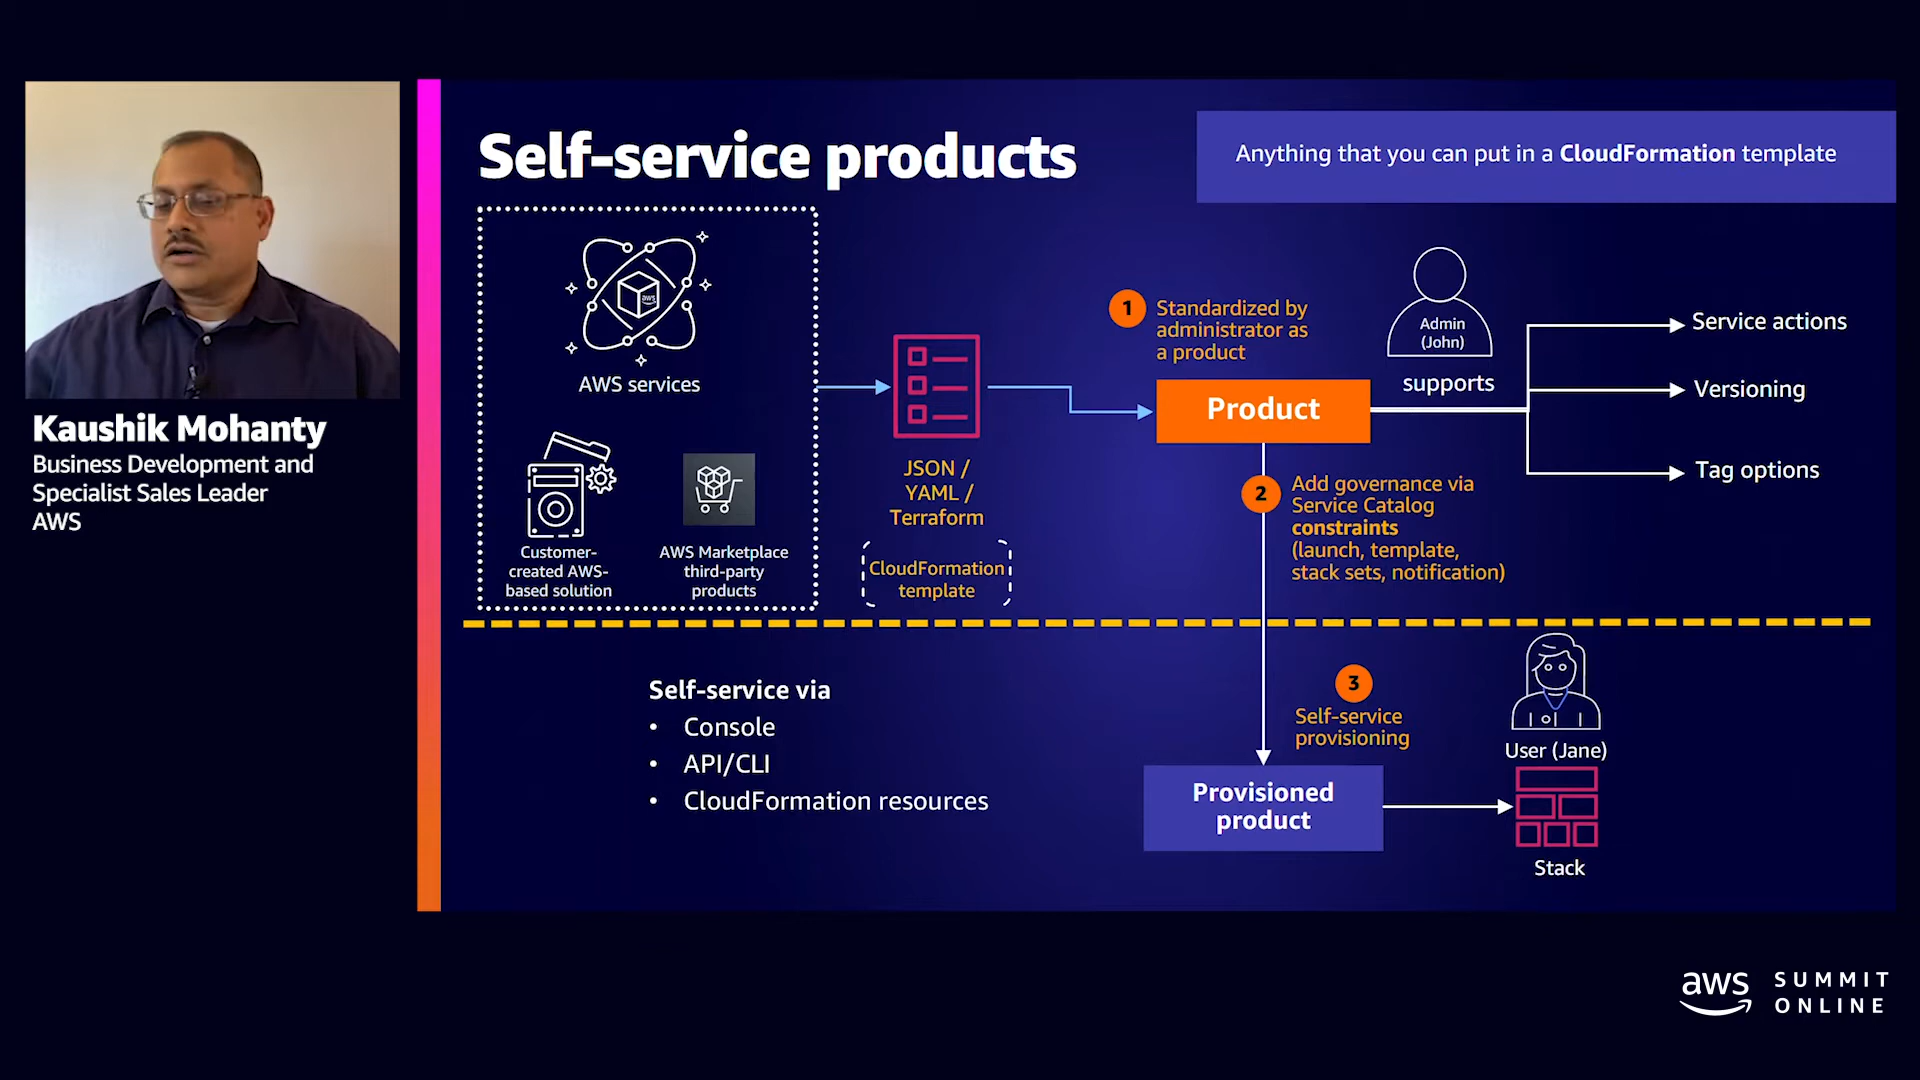 Self-service products
Anything that you can put in a CloudFormation template
Kaushik Mohanty
Business Development and
Specialist Sales Leader
AWS
aws
AWS services
Customer-
created AWS-
based solution
AWS Marketplace
third-party
products
JSON /
YAML /
Terraform
CloudFormation
template
1
Standardized by
administrator as
a product
Admin
(John)
supports
Product
Service actions
Versioning
Tag options
2
Add governance via
Service Catalog
constraints
(launch, template,
stack sets, notification)
Self-service via
• Console
• API/CLI
• CloudFormation resources
3
Self-service
provisioning
User (Jane)
Provisioned
product
Stack
aws
SUMMIT
ONLINE